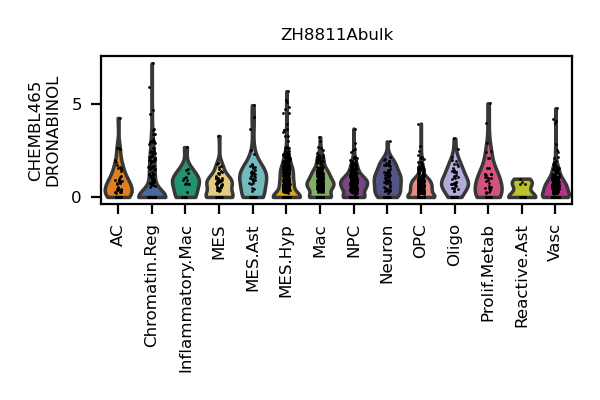 ZH8811Abulk
CHEMBL465
DRONABINOL
5
0
AC
Chromatin.Reg
Inflammatory.Mac
MES
MES.Ast
MES.Hyp
Mac
NPC
Neuron
OPC
Oligo
Prolif.Metab
Reactive.Ast
Vasc